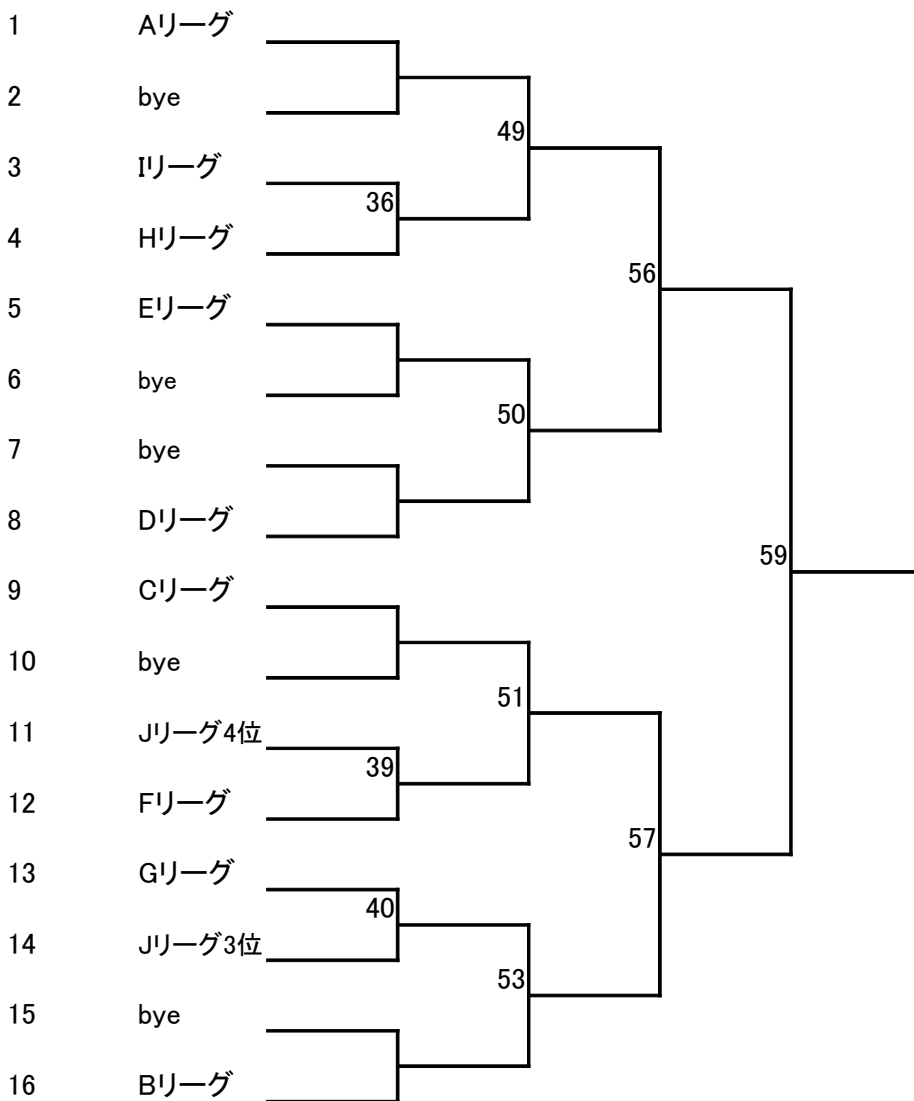 1 Aリーグ
2 bye
49
3 Iリーグ
36
4 Hリーグ
56
5 Eリーグ
6 bye
50
7 bye
8 Dリーグ
59
9 Cリーグ
10 bye
51
11 Jリーグ4位
39
12 Fリーグ
57
13 Gリーグ
40
14 Jリーグ3位
53
15 bye
16 Bリーグ